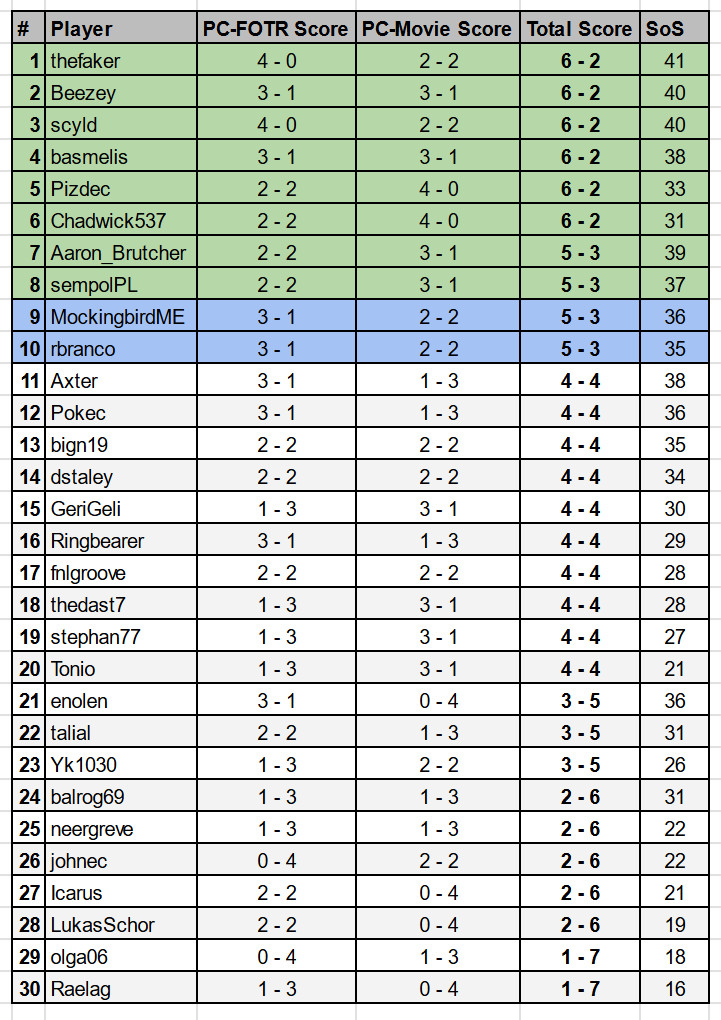 # Player PC-FOTR Score PC-Movie Score Total Score SoS
1 thefaker 4 - 0 2 - 2 6 - 2 41
2 Beezey 3 - 1 3 - 1 6 - 2 40
3 scyld 4 - 0 2 - 2 6 - 2 40
4 basmelis 3 - 1 3 - 1 6 - 2 38
5 Pizdec 2 - 2 4 - 0 6 - 2 33
6 Chadwick537 2 - 2 4 - 0 6 - 2 31
7 Aaron_Brutcher 2 - 2 3 - 1 5 - 3 39
8 sempolPL 2 - 2 3 - 1 5 - 3 37
9 MockingbirdME 3 - 1 2 - 2 5 - 3 36
10 rbranco 3 - 1 2 - 2 5 - 3 35
11 Axter 3 - 1 1 - 3 4 - 4 38
12 Pokec 3 - 1 1 - 3 4 - 4 36
13 bign19 2 - 2 2 - 2 4 - 4 35
14 dstaley 2 - 2 2 - 2 4 - 4 34
15 GeriGeli 1 - 3 3 - 1 4 - 4 30
16 Ringbearer 3 - 1 1 - 3 4 - 4 29
17 fnlgroove 2 - 2 2 - 2 4 - 4 28
18 thedast7 1 - 3 3 - 1 4 - 4 28
19 stephan77 1 - 3 3 - 1 4 - 4 27
20 Tonio 1 - 3 3 - 1 4 - 4 21
21 enolen 3 - 1 0 - 4 3 - 5 36
22 talial 2 - 2 1 - 3 3 - 5 31
23 Yk1030 1 - 3 2 - 2 3 - 5 26
24 balrog69 1 - 3 1 - 3 2 - 6 31
25 neergreve 1 - 3 1 - 3 2 - 6 22
26 johnec 0 - 4 2 - 2 2 - 6 22
27 Icarus 2 - 2 0 - 4 2 - 6 21
28 LukasSchor 2 - 2 0 - 4 2 - 6 19
29 olga06 0 - 4 1 - 3 1 - 7 18
30 Raelag 1 - 3 0 - 4 1 - 7 16